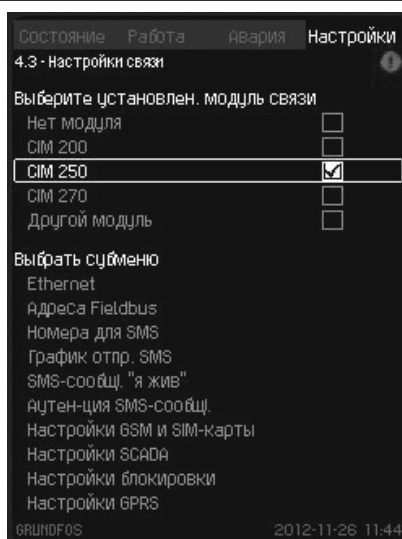 Состояние Работа Авария Настройки
4.3 - Настройки связи
Выберите установлен. модуль связи
Нет модуля
CIM 200
CIM 250
CIM 270
Другой модуль
Выбрать субменю
Ethernet
Адреса Fieldbus
Номера для SMS
График отпр. SMS
SMS-сообщ. "я жив"
Аутен-ция SMS-сообщ.
Настройки GSM и SIM-карты
Настройки SCADA
Настройки блокировки
Настройки GPRS
GRUNDFOS 2012-11-26 11:44